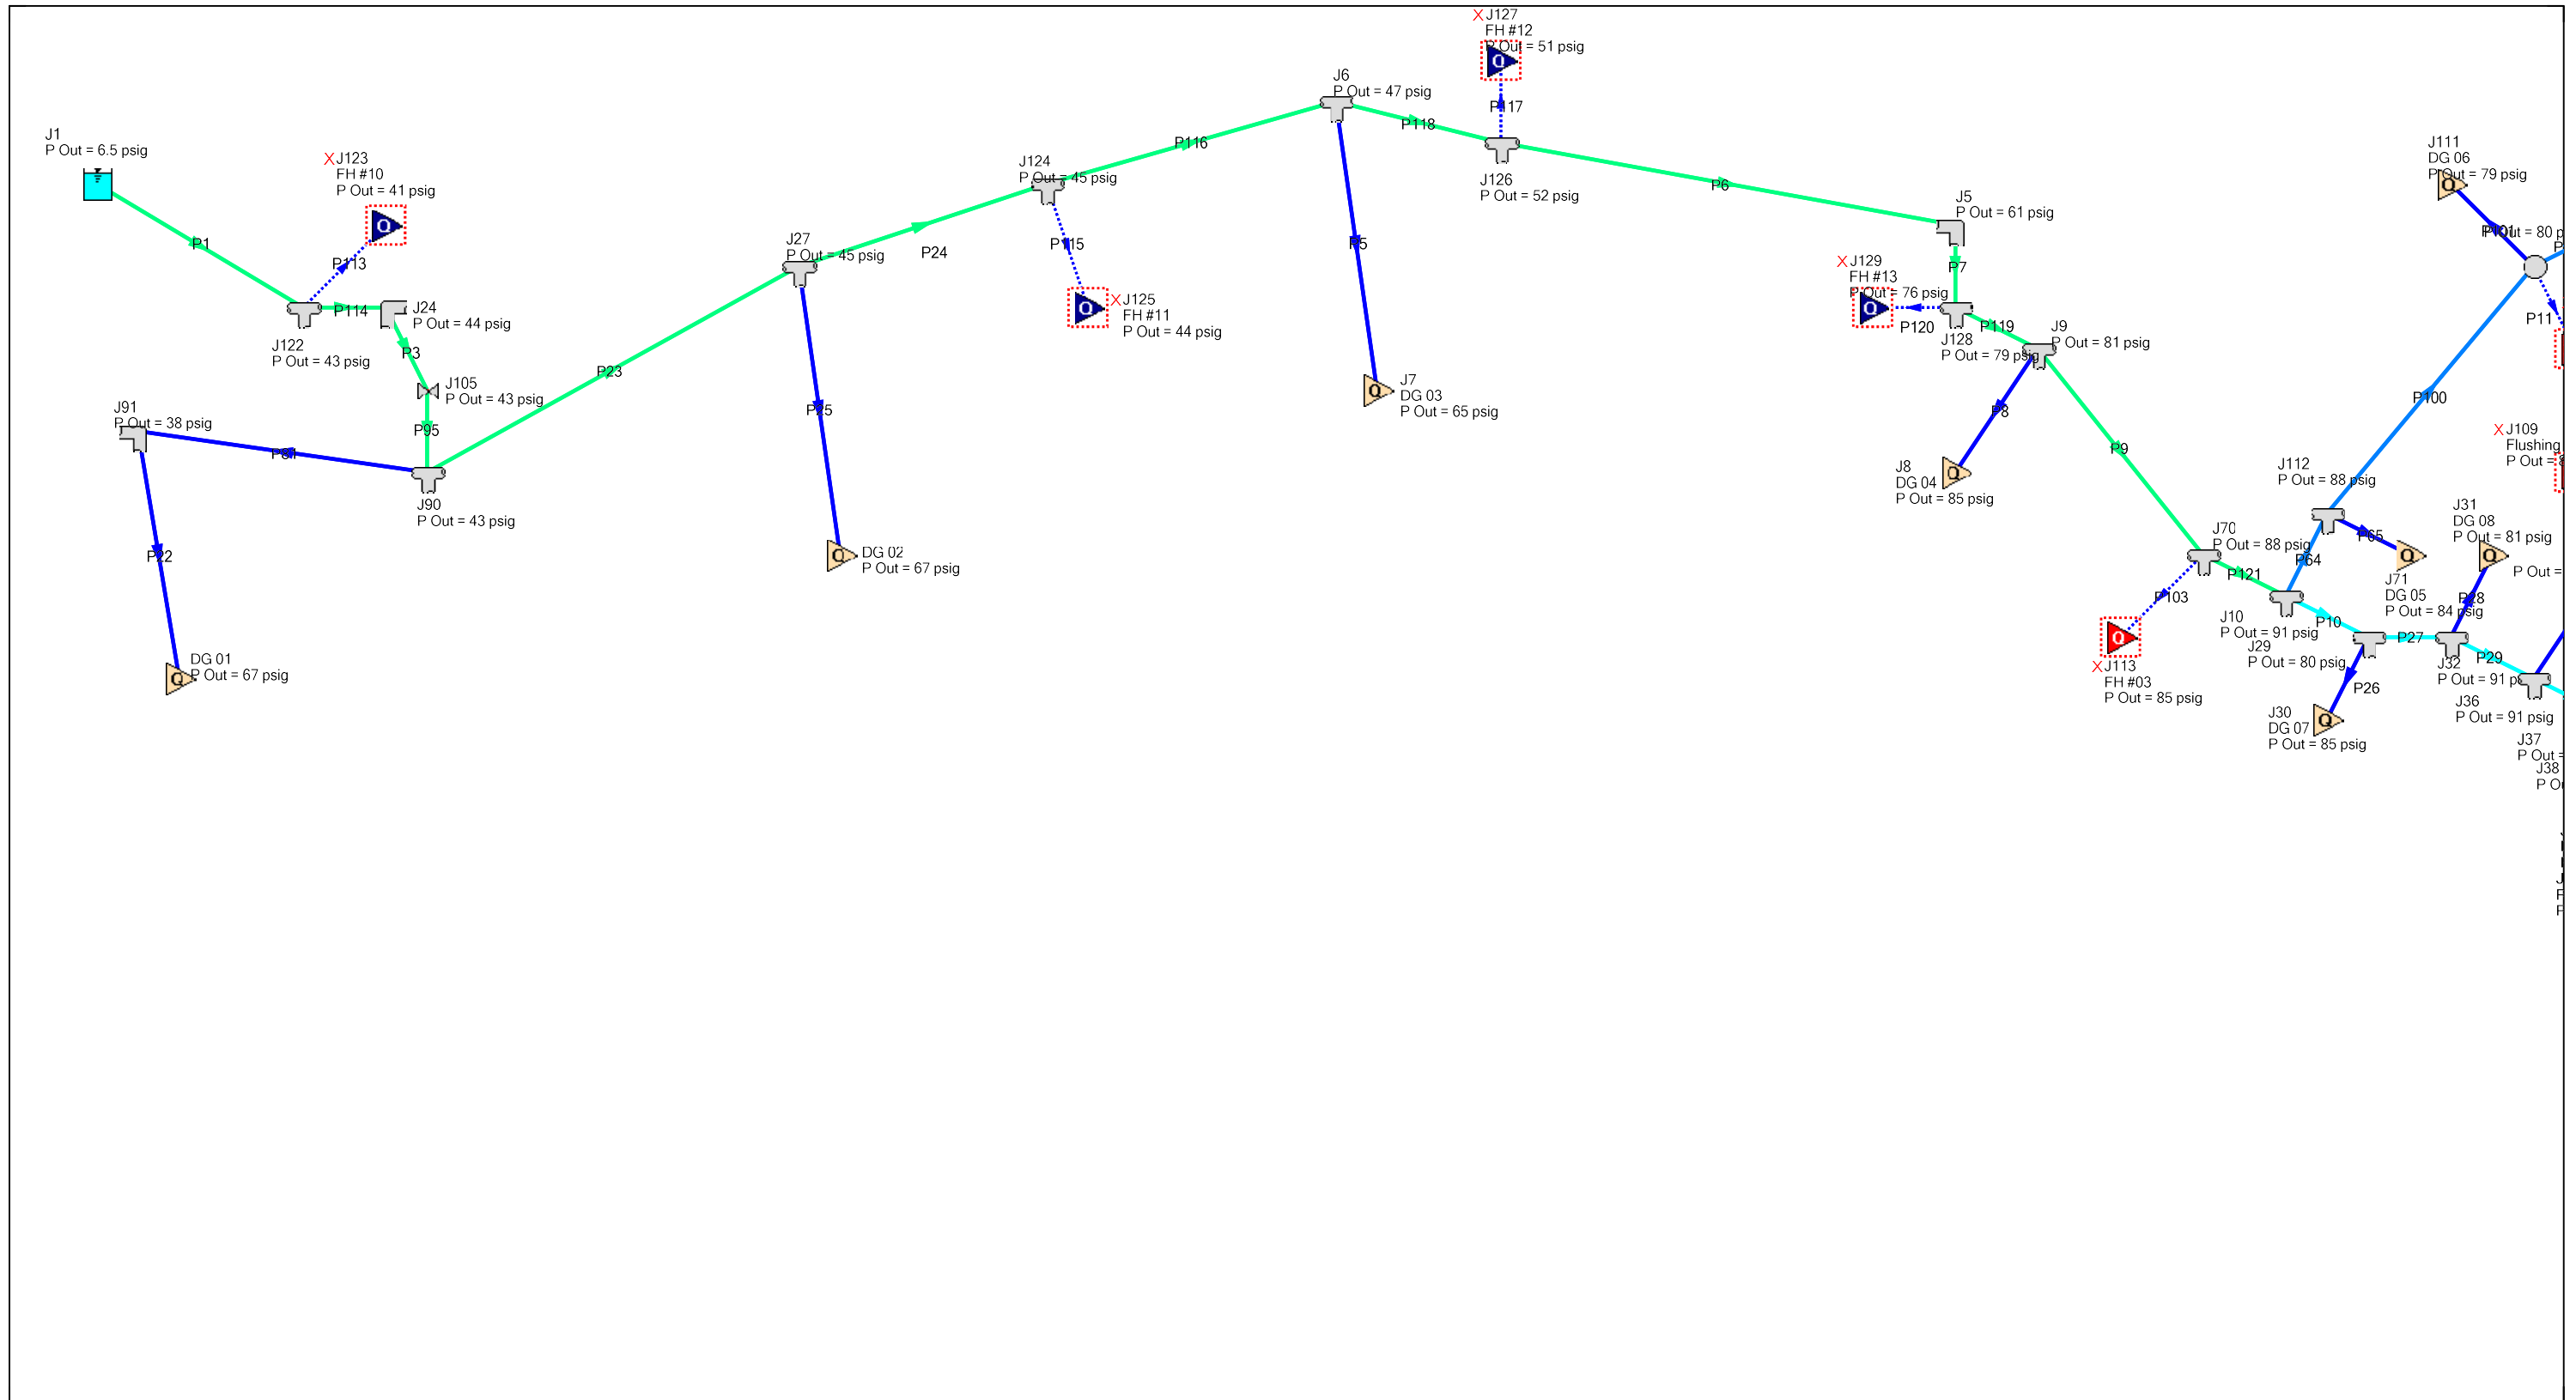 J127
FH #12
P Out = 51 psig
P117
J6
P Out = 47 psig
P118
P116
J126
P Out = 52 psig
J1
P Out = 6.5 psig
J123
FH #10
P Out = 41 psig
P1
P113
P114
J24
P Out = 44 psig
J122
P Out = 43 psig
P3
J105
P Out = 43 psig
P95
J91
P Out = 38 psig
J90
P Out = 43 psig
P22
DG 01
P Out = 67 psig
P23
J27
P Out = 45 psig
P24
P25
DG 02
P Out = 67 psig
J124
P Out = 45 psig
P115
J125
FH #11
P Out = 44 psig
P5
J7
DG 03
P Out = 65 psig
P6
J5
P Out = 61 psig
P7
J129
FH #13
P Out = 76 psig
P120
P119
J128
P Out = 79 psig
J9
P Out = 81 psig
P8
J8
DG 04
P Out = 85 psig
P9
J70
P Out = 88 psig
P121
P103
J113
FH #03
P Out = 85 psig
J111
DG 06
P Out = 79 psig
P101
Out = 80 p
P11
P100
J109
Flushing
P Out =
J112
P Out = 88 psig
P65
P64
J71
DG 05
P Out = 84 psig
J31
DG 08
P Out = 81 psig
P Out =
P28
J10
P Out = 91 psig
P10
J29
P Out = 80 psig
P27
J32
P Out = 91 p
P29
P26
J30
DG 07
P Out = 85 psig
J36
P Out = 91 psig
J37
P Out =
J38
P O